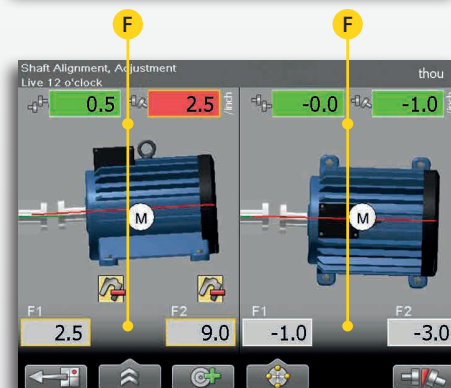 F F
Shaft Alignment, Adjustment
Live 12 o'clock
thou
0.5 2.5 /inch -0.0 -1.0
M M
F1 F2 F1 F2
2.5 9.0 -1.0 -3.0